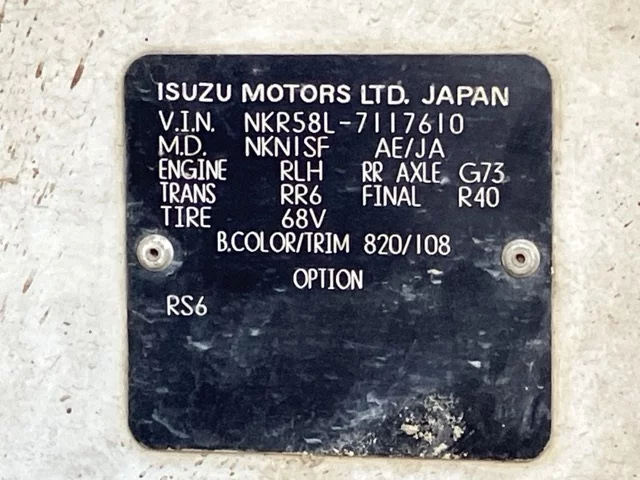 ISUZU MOTORS LTD. JAPAN
V.I.N. NKR58L-7117610
M.D. NKN1SF AE/JA
ENGINE RLH RR AXLE G73
TRANS RR6 FINAL R40
TIRE 68V
B.COLOR/TRIM 820/108
OPTION
RS6